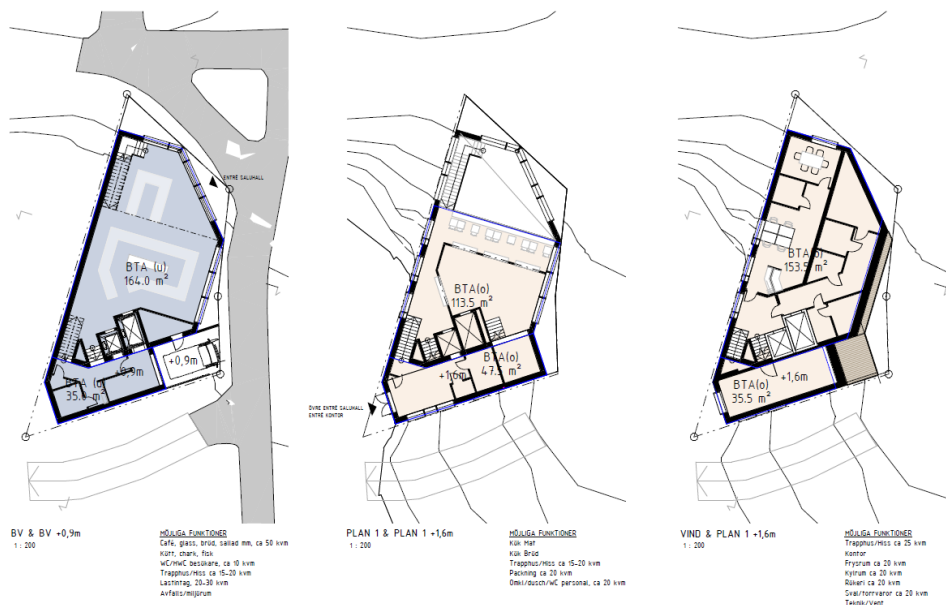 ENTRÉ SALUHALL
BTA (u)
164.0 m²
+0,9m
+0,9m
35.0 m²
BV & BV +0,9m
1 : 200
MÖJLIGA FUNKTIONER
Café, glass, bröd, sallad mm, ca 50 kvm
Kött, chark, fisk
WC/HWC besökare, ca 10 kvm
Trapphus/Hiss ca 15-20 kvm
Lastintag, 20-30 kvm
Avfalls/miljörum
BTA(o)
113.5 m²
BTA(o)
47.5 m²
+1,6m
ÖVRE ENTRÉ SALUHALL
ENTRÉ KONTOR
PLAN 1 & PLAN 1 +1,6m
1 : 200
MÖJLIGA FUNKTIONER
Kök Mat
Kök Bröd
Trapphus/Hiss ca 15-20 kvm
Packning ca 20 kvm
Omkl/dusch/WC personal, ca 20 kvm
153.5 m²
+1,6m
BTA(o)
35.5 m²
VIND & PLAN 1 +1,6m
1 : 200
MÖJLIGA FUNKTIONER
Trapphus/Hiss ca 25 kvm
Kontor
Frysrum ca 20 kvm
Kylrum ca 20 kvm
Rökeri ca 20 kvm
Sval/torrvaror ca 20 kvm
Teknik/Vent